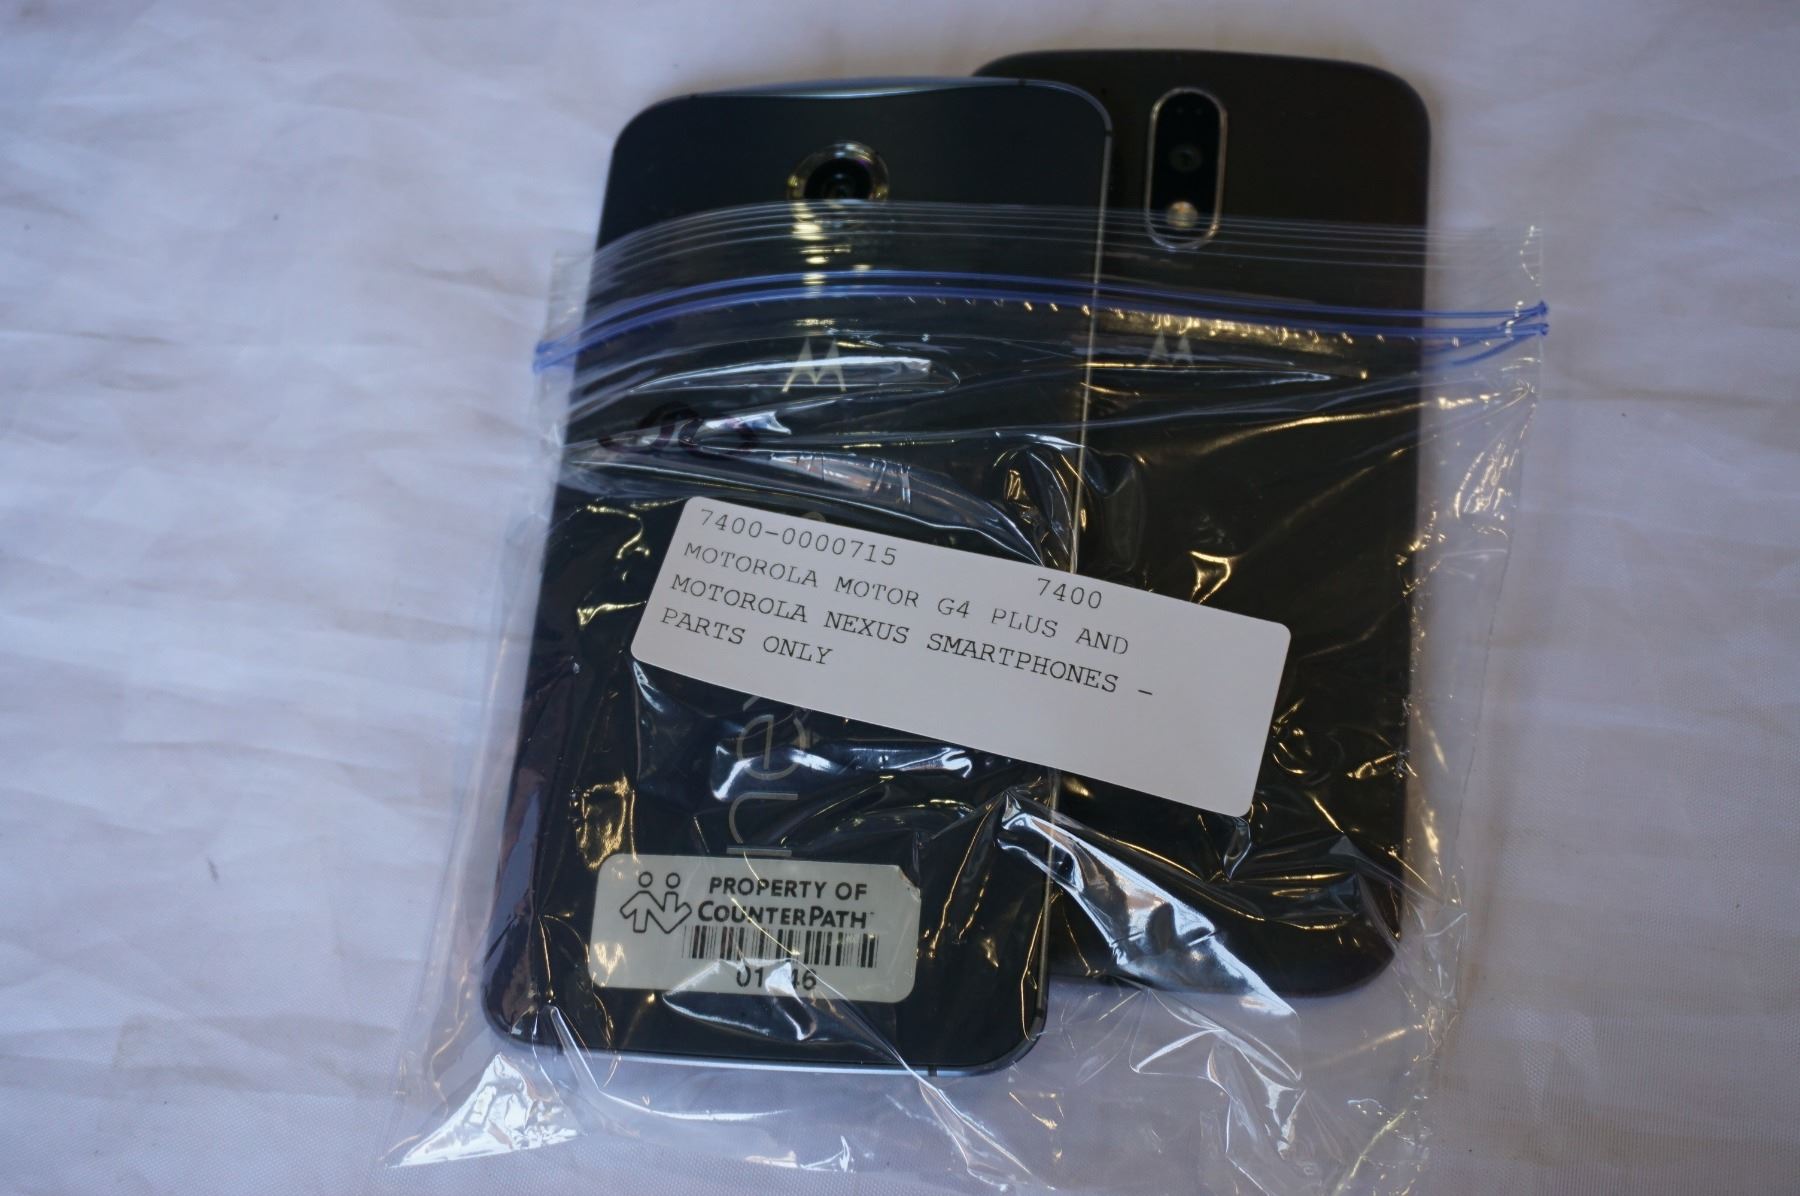 7400-0000715 7400
MOTOROLA MOTOR G4 PLUS AND
MOTOROLA NEXUS SMARTPHONES -
PARTS ONLY
PROPERTY OF
COUNTERPATH